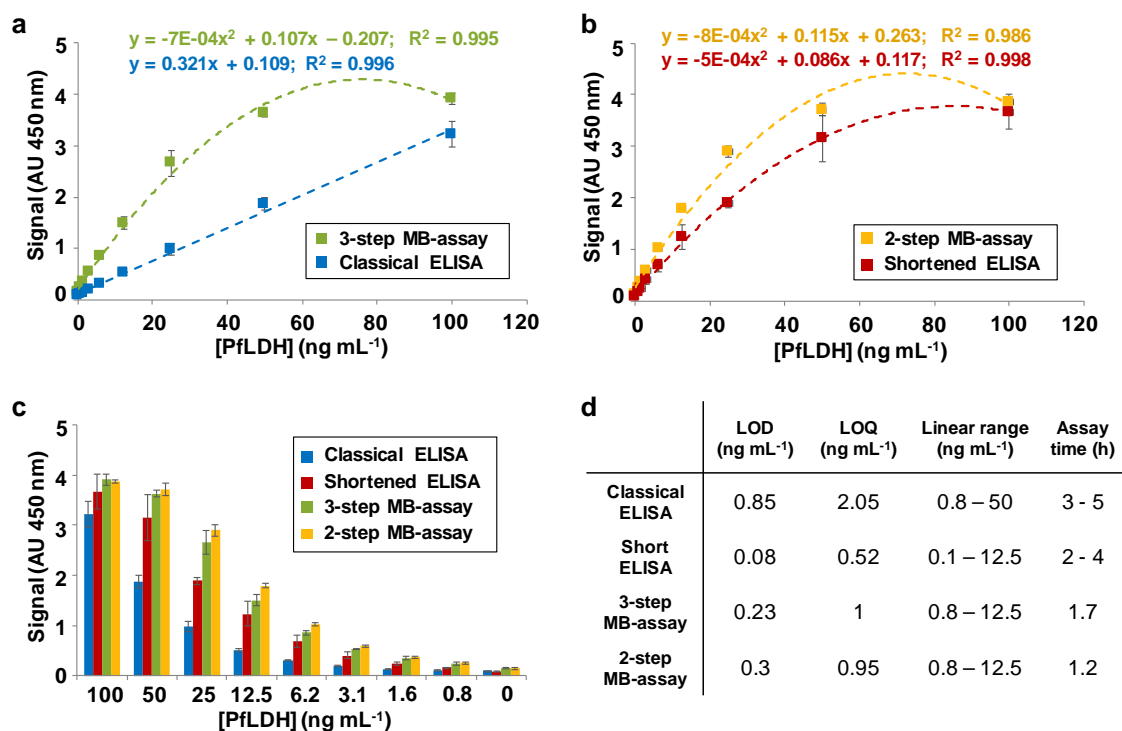 a
y = -7E-04x² + 0.107x – 0.207; R² = 0.995
y = 0.321x + 0.109; R² = 0.996
Signal (AU 450 nm)
5
4
3
2
1
0
3-step MB-assay
Classical ELISA
0 20 40 60 80 100 120
[PfLDH] (ng mL⁻¹)
b
y = -8E-04x² + 0.115x + 0.263; R² = 0.986
y = -5E-04x² + 0.086x + 0.117; R² = 0.998
Signal (AU 450 nm)
5
4
3
2
1
0
2-step MB-assay
Shortened ELISA
0 20 40 60 80 100 120
[PfLDH] (ng mL⁻¹)
c
Signal (AU 450 nm)
5
4
3
2
1
0
Classical ELISA
Shortened ELISA
3-step MB-assay
2-step MB-assay
100 50 25 12.5 6.2 3.1 1.6 0.8 0
[PfLDH] (ng mL⁻¹)
d
LOD (ng mL⁻¹) LOQ (ng mL⁻¹) Linear range (ng mL⁻¹) Assay time (h)
Classical ELISA 0.85 2.05 0.8 – 50 3 - 5
Short ELISA 0.08 0.52 0.1 – 12.5 2 - 4
3-step MB-assay 0.23 1 0.8 – 12.5 1.7
2-step MB-assay 0.3 0.95 0.8 – 12.5 1.2